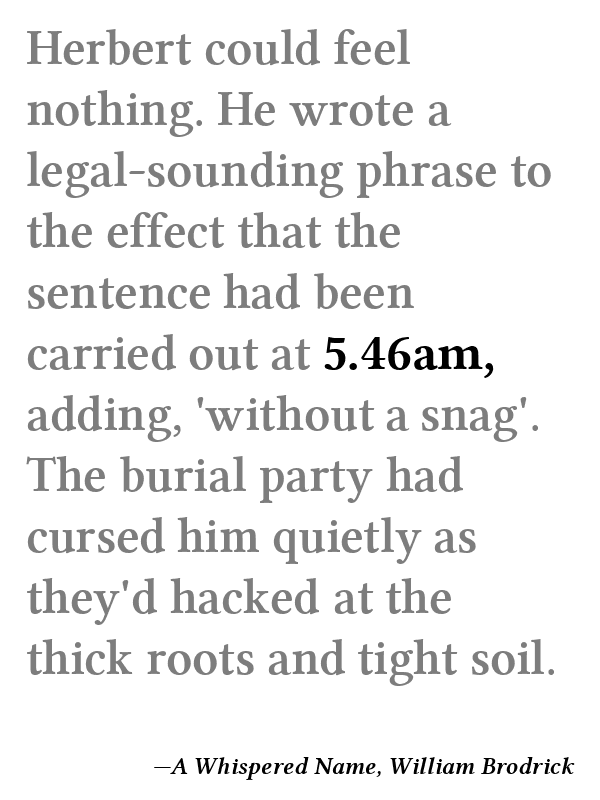 Herbert could feel
nothing. He wrote a
legal-sounding phrase to
the effect that the
sentence had been
carried out at 5.46am,
adding, 'without a snag'.
The burial party had
cursed him quietly as
they'd hacked at the
thick roots and tight soil.
—A Whispered Name, William Brodrick